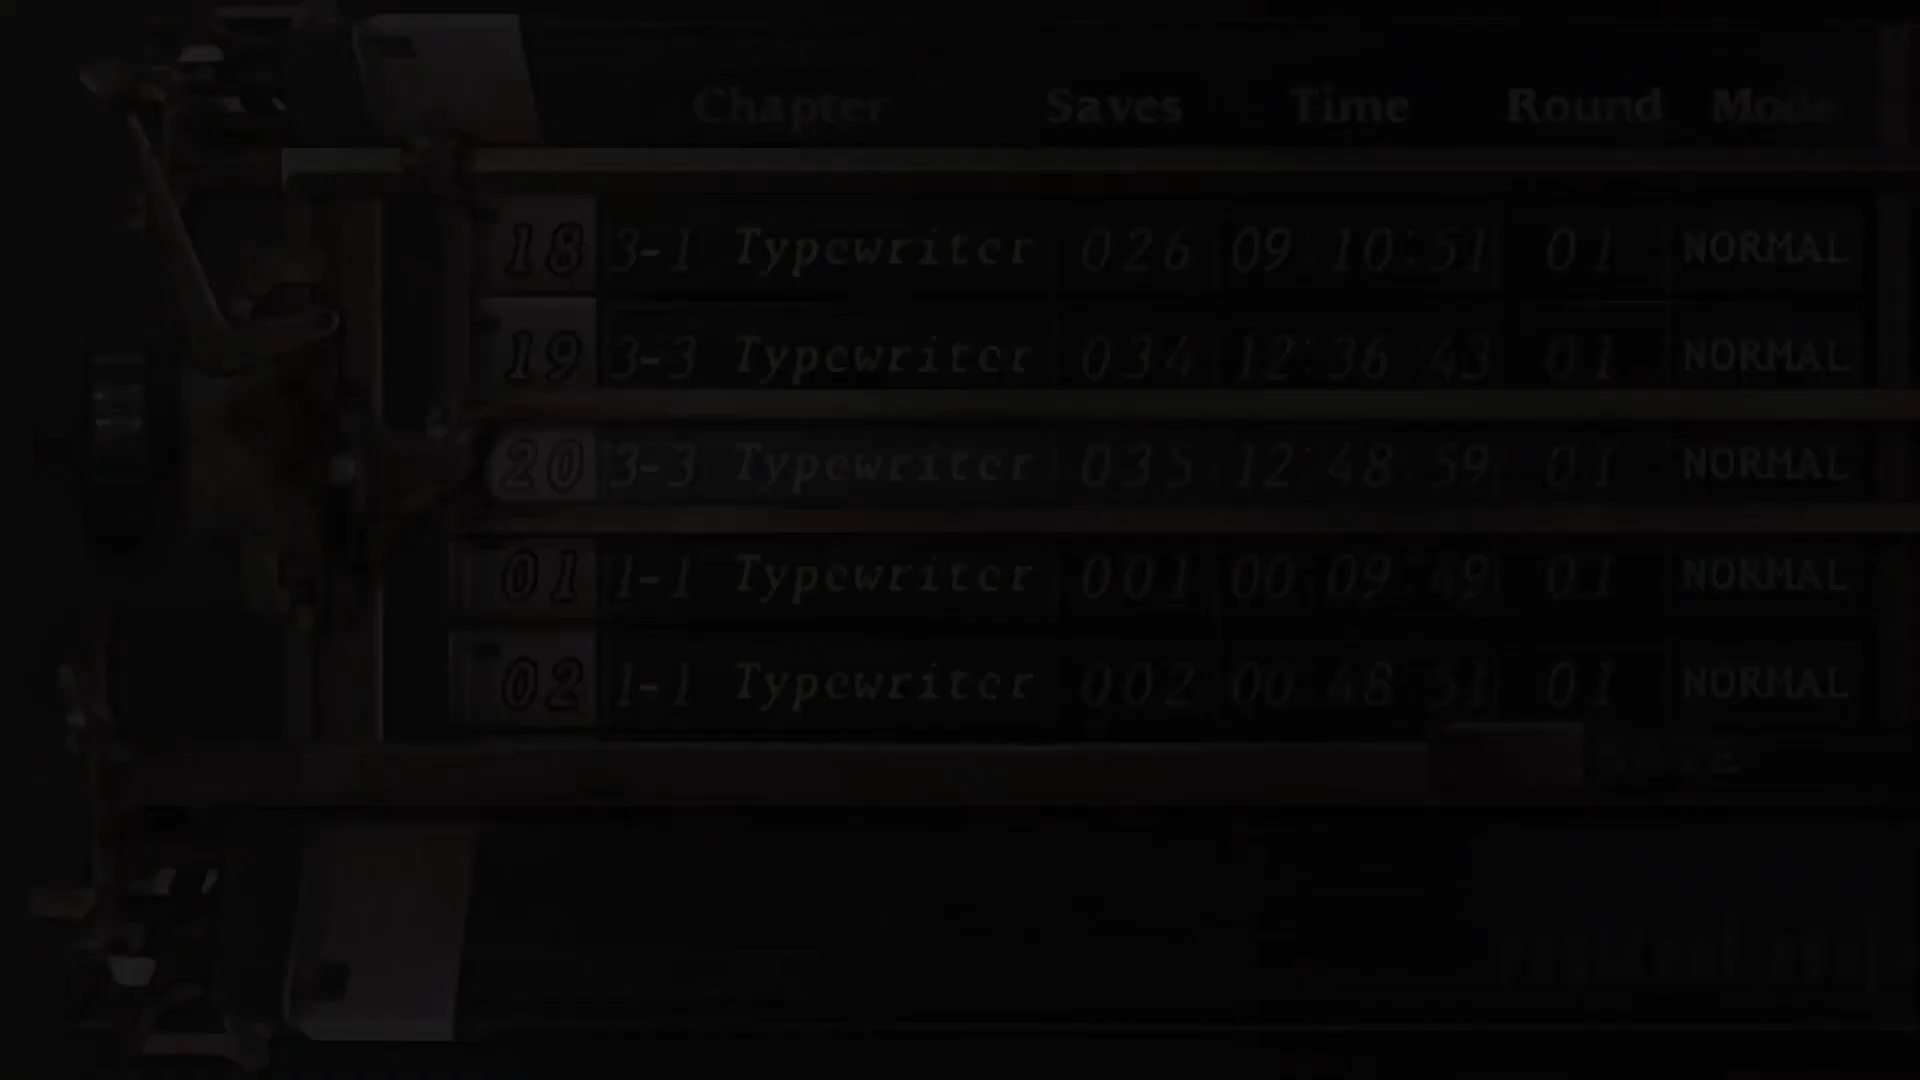 Chapter Saves Time Round Mode
18 3-1 Typewriter 026 09:10:51 01 NORMAL
19 3-3 Typewriter 034 12:36:43 01 NORMAL
20 3-3 Typewriter 035 12:48:59 01 NORMAL
01 1-1 Typewriter 001 00:09:49 01 NORMAL
02 1-1 Typewriter 002 00:48:51 01 NORMAL
SAVE